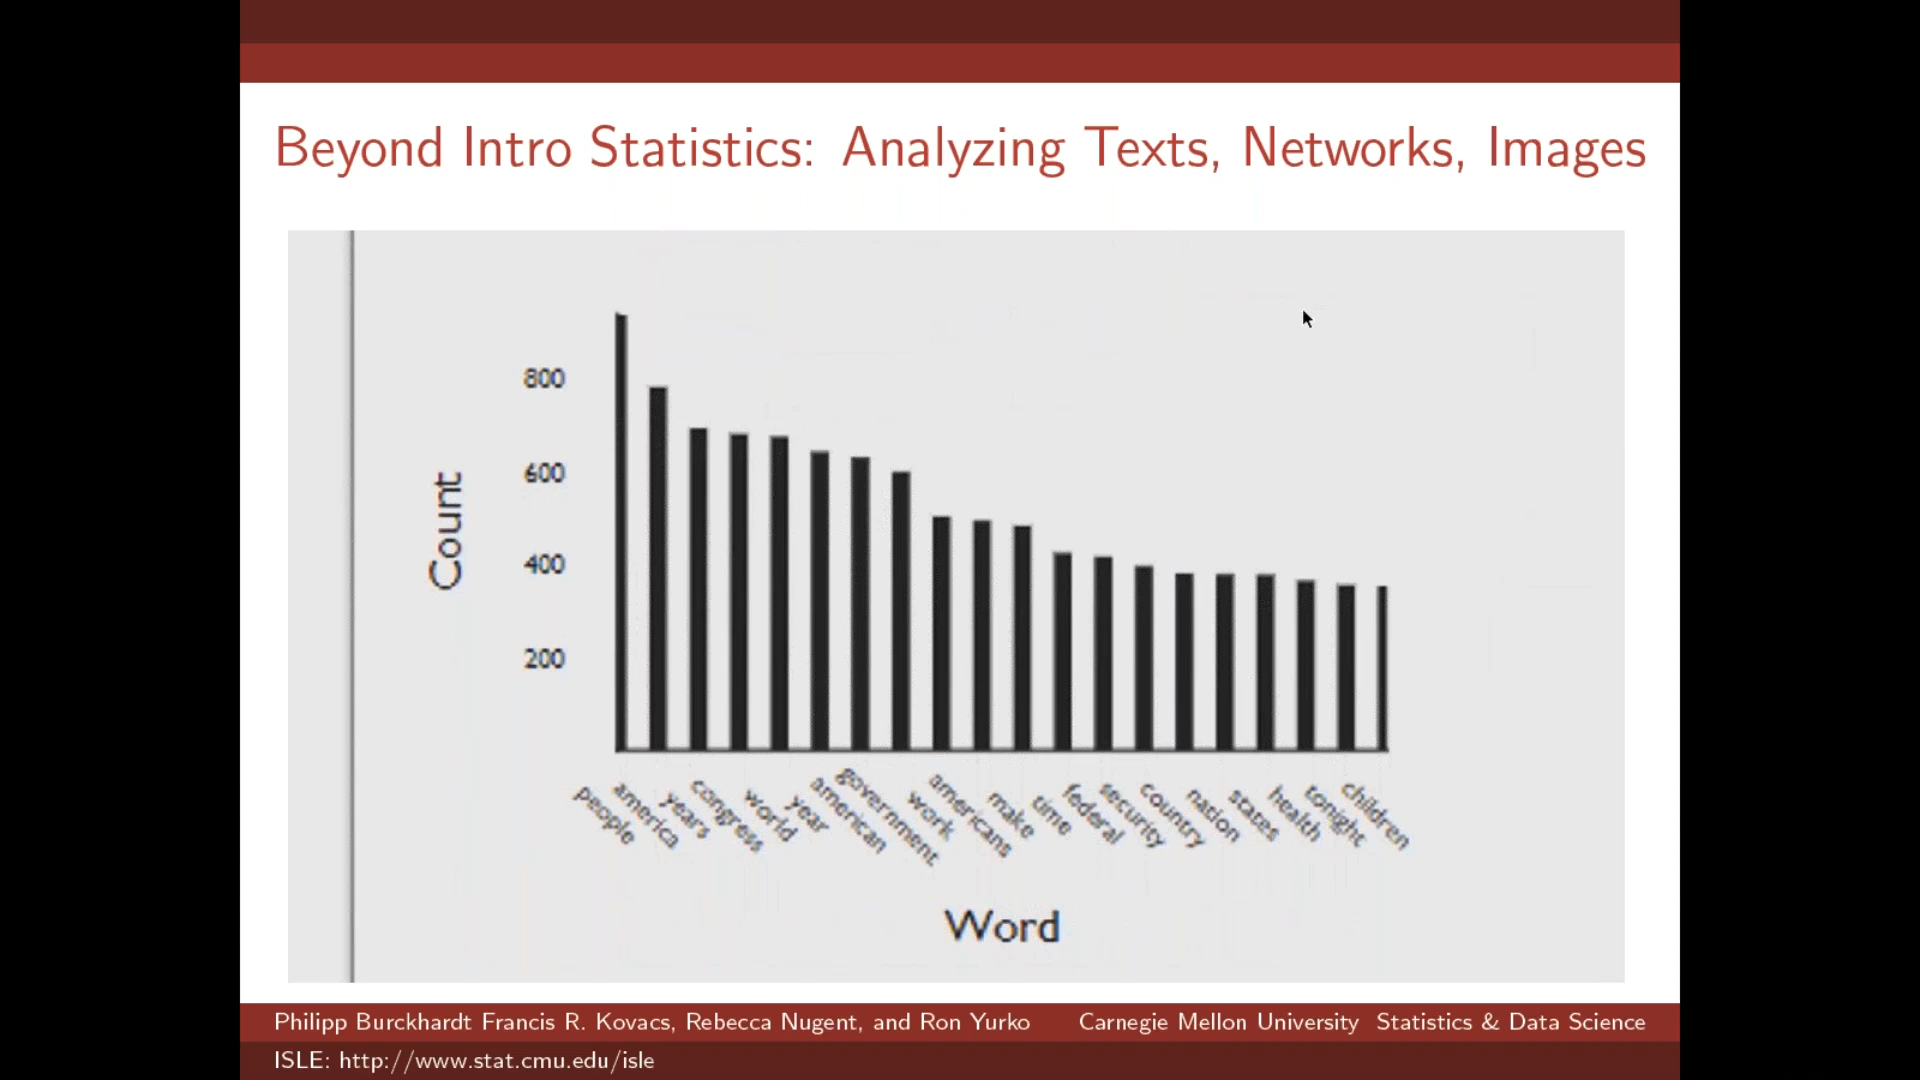 Beyond Intro Statistics: Analyzing Texts, Networks, Images
800
600
400
200
Count
people
america
years
congress
world
year
american
government
work
americans
make
time
federal
security
country
nation
states
health
tonight
children
Word
Philipp Burckhardt Francis R. Kovacs, Rebecca Nugent, and Ron Yurko Carnegie Mellon University Statistics & Data Science
ISLE: http://www.stat.cmu.edu/isle